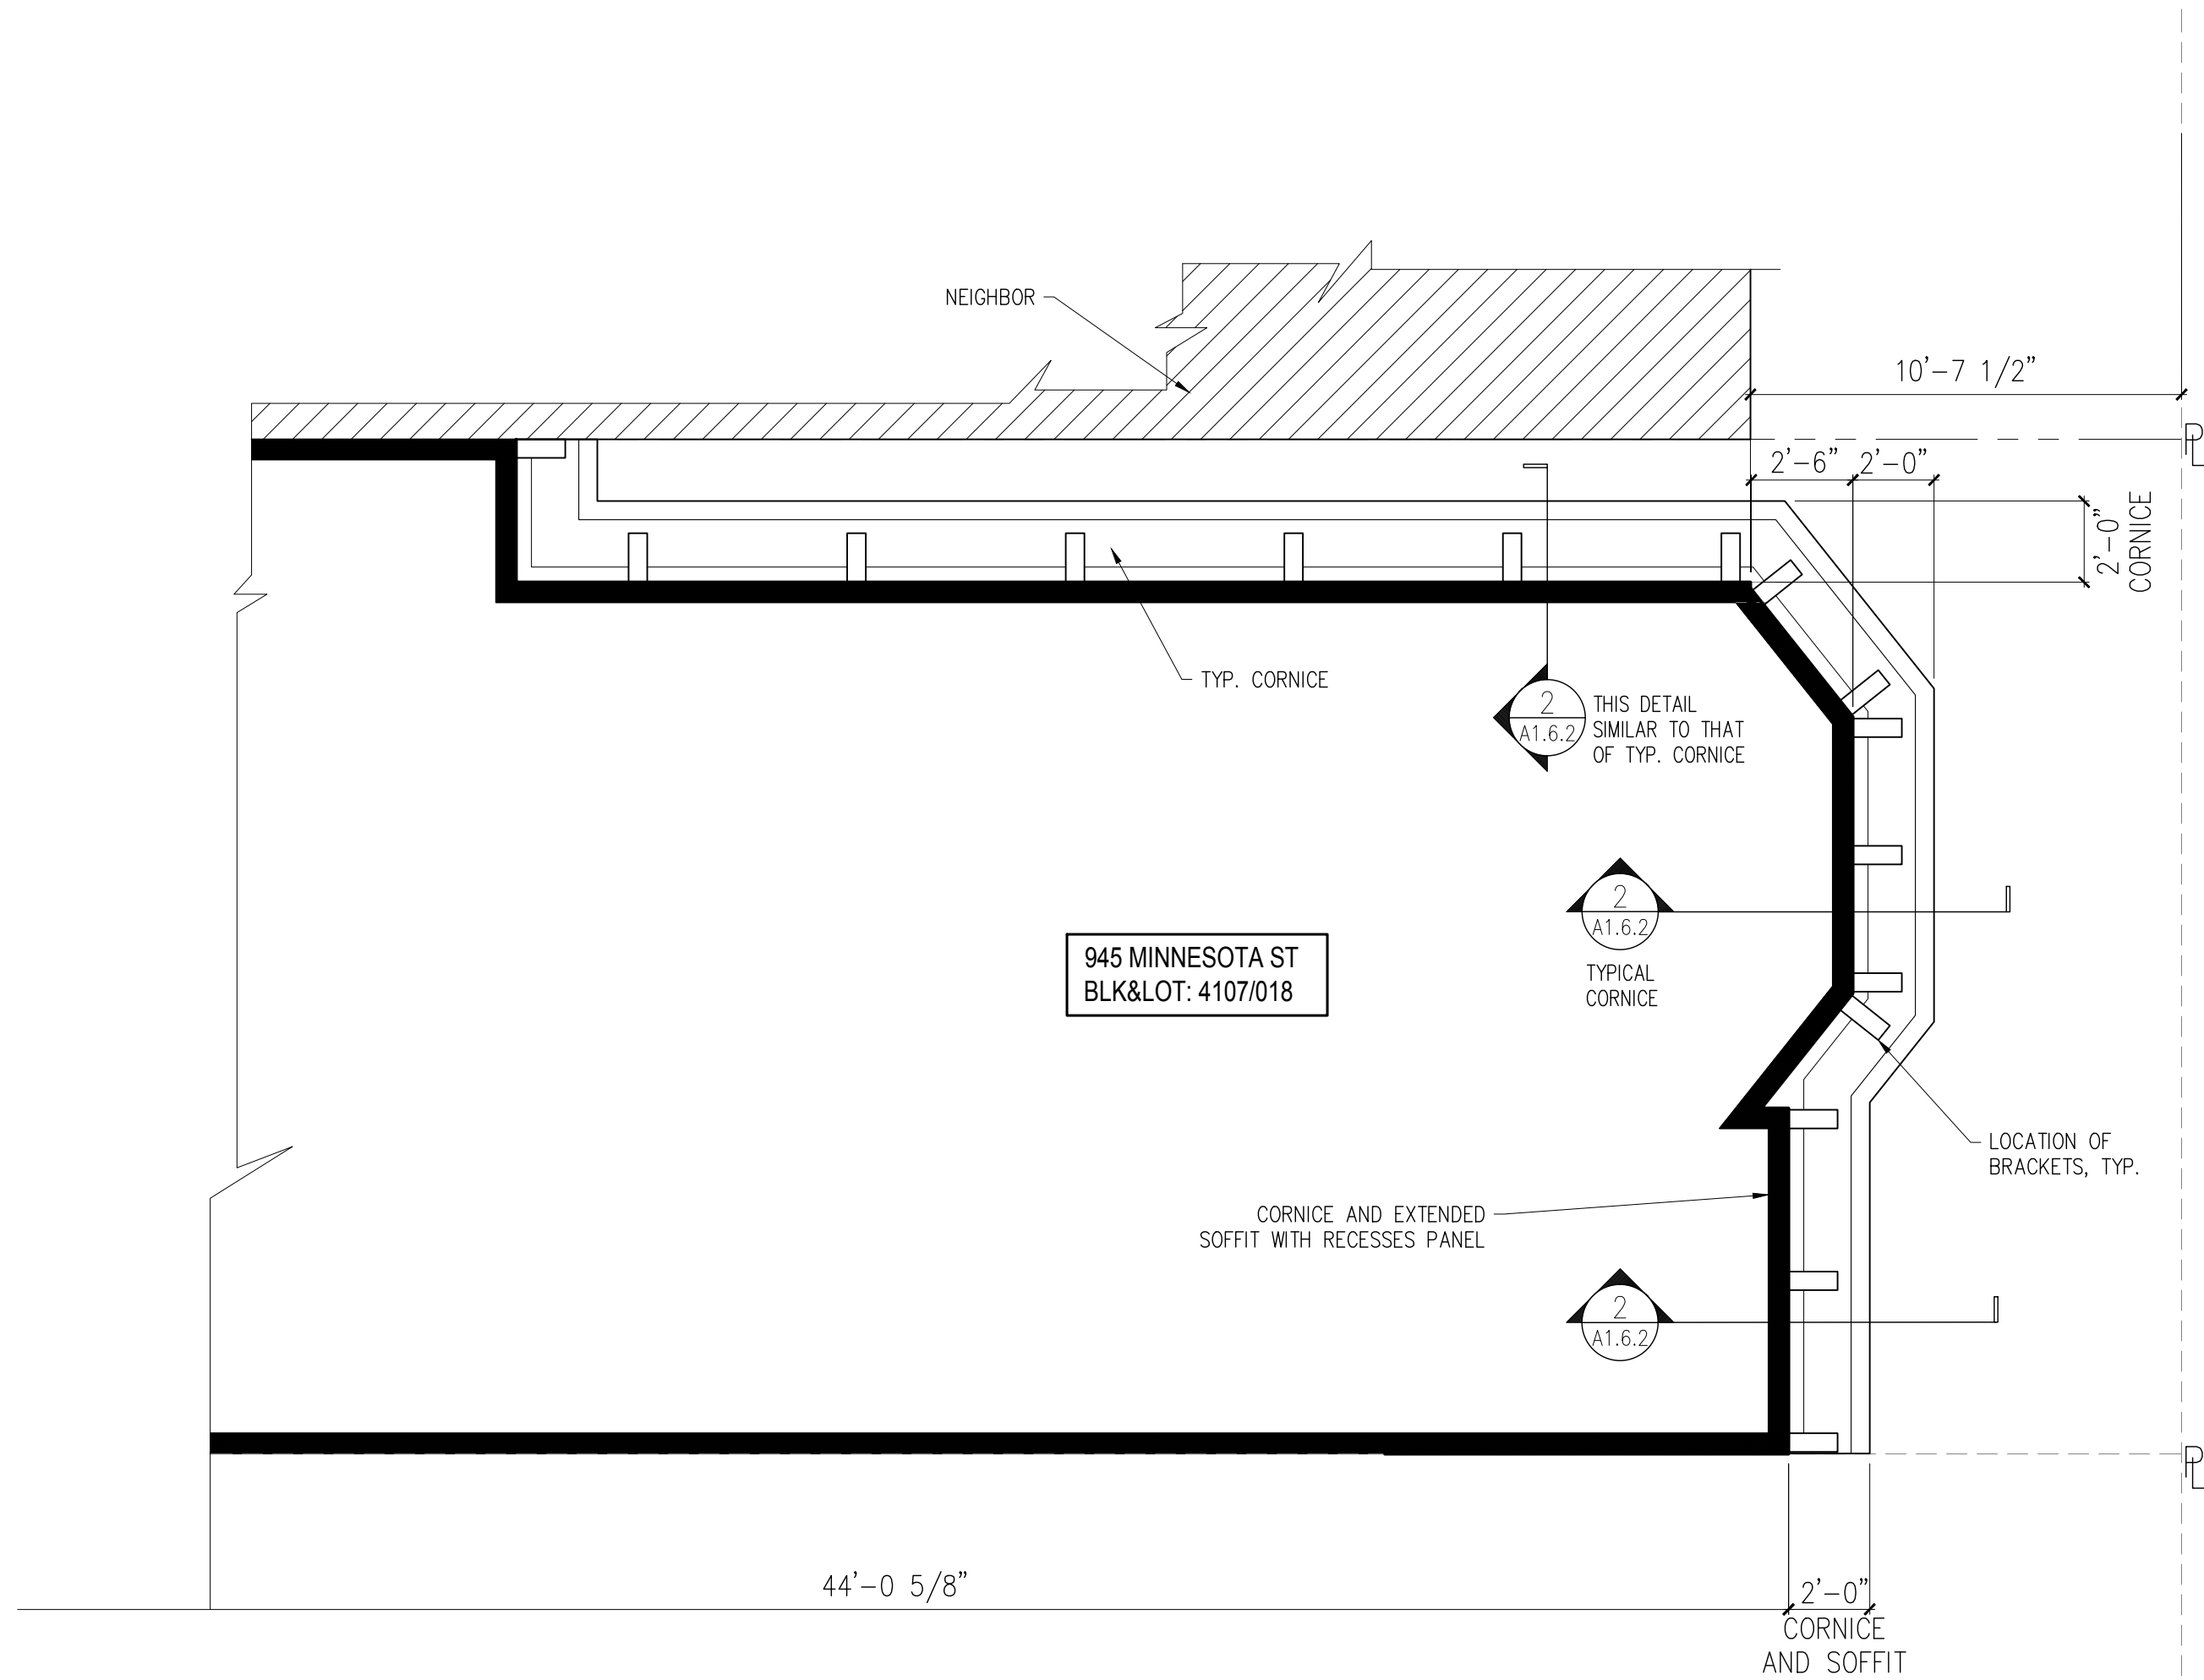 NEIGHBOR
10'-7 1/2"
PL
2'-6"
2'-0"
2'-0"
CORNICE
TYP. CORNICE
2
A1.6.2
THIS DETAIL
SIMILAR TO THAT
OF TYP. CORNICE
2
A1.6.2
TYPICAL
CORNICE
945 MINNESOTA ST
BLK&LOT: 4107/018
LOCATION OF
BRACKETS, TYP.
CORNICE AND EXTENDED
SOFFIT WITH RECESSES PANEL
2
A1.6.2
PL
44'-0 5/8"
2'-0"
CORNICE
AND SOFFIT